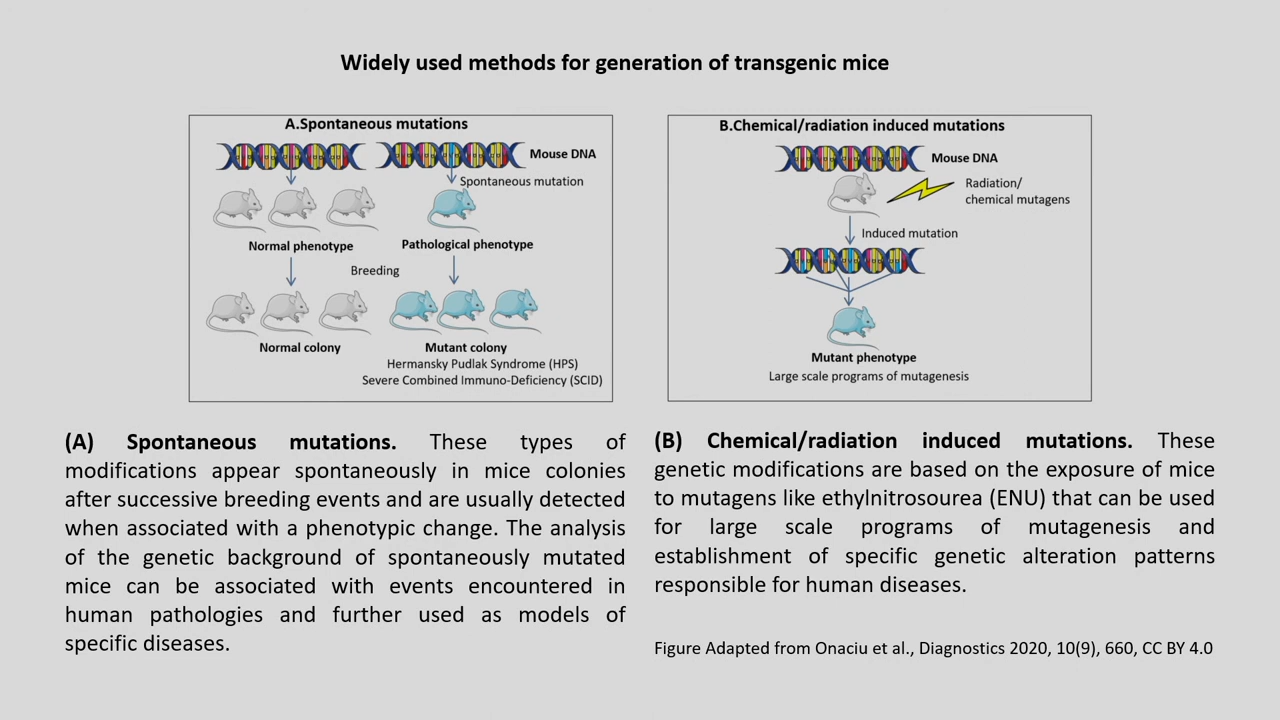 Widely used methods for generation of transgenic mice
A.Spontaneous mutations
Mouse DNA
Spontaneous mutation
Normal phenotype
Pathological phenotype
Breeding
Normal colony
Mutant colony
Hermansky Pudlak Syndrome (HPS)
Severe Combined Immuno-Deficiency (SCID)
B.Chemical/radiation induced mutations
Mouse DNA
Radiation/
chemical mutagens
Induced mutation
Mutant phenotype
Large scale programs of mutagenesis
(A) Spontaneous mutations. These types of
modifications appear spontaneously in mice colonies
after successive breeding events and are usually detected
when associated with a phenotypic change. The analysis
of the genetic background of spontaneously mutated
mice can be associated with events encountered in
human pathologies and further used as models of
specific diseases.
(B) Chemical/radiation induced mutations. These
genetic modifications are based on the exposure of mice
to mutagens like ethylnitrosourea (ENU) that can be used
for large scale programs of mutagenesis and
establishment of specific genetic alteration patterns
responsible for human diseases.
Figure Adapted from Onaciu et al., Diagnostics 2020, 10(9), 660, CC BY 4.0